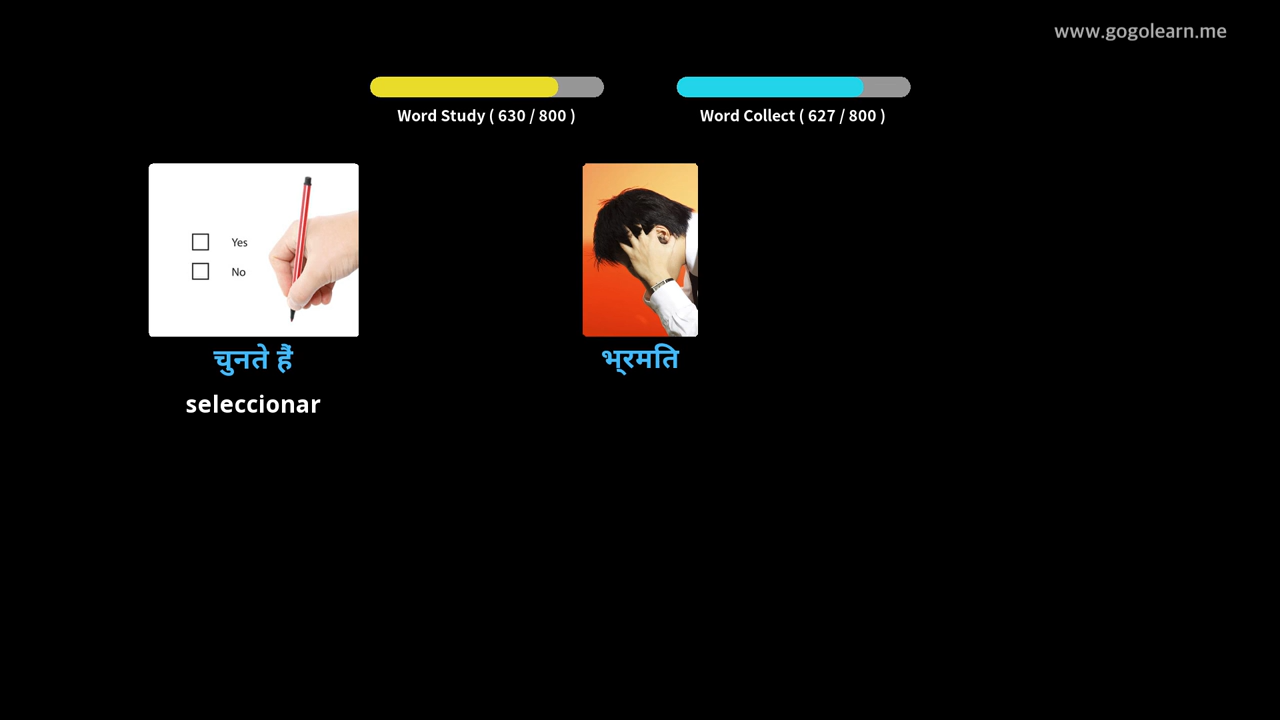 www.gogolearn.me
Word Study ( 630 / 800 )
Word Collect ( 627 / 800 )
Yes
No
चुनते हैं
भ्रमति
seleccionar